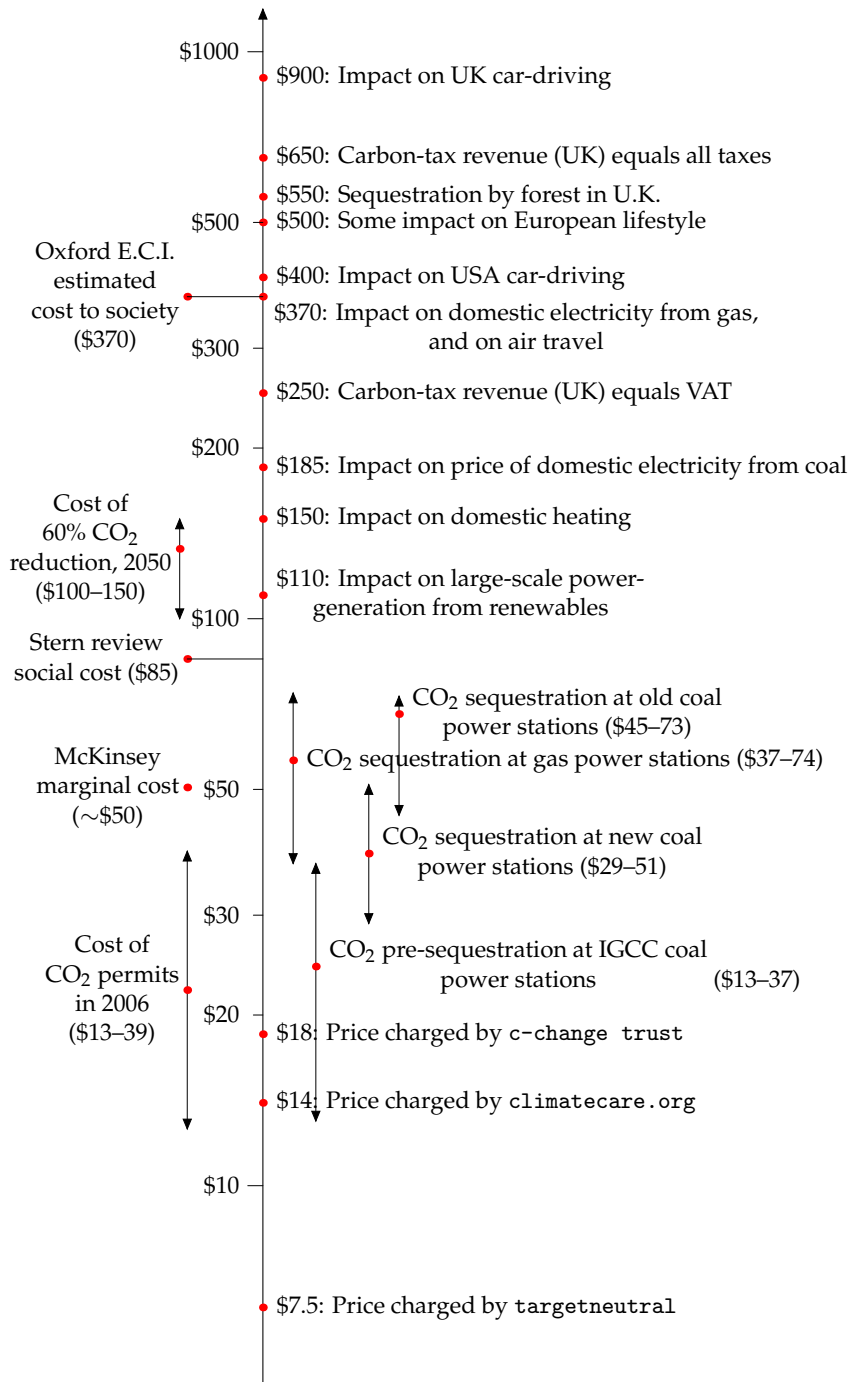 $1000
$900: Impact on UK car-driving
$650: Carbon-tax revenue (UK) equals all taxes
$550: Sequestration by forest in U.K.
$500
$500: Some impact on European lifestyle
Oxford E.C.I.
estimated
cost to society
($370)
$400: Impact on USA car-driving
$370: Impact on domestic electricity from gas,
and on air travel
$300
$250: Carbon-tax revenue (UK) equals VAT
$200
$185: Impact on price of domestic electricity from coal
Cost of
60% CO₂
reduction, 2050
($100–150)
$150: Impact on domestic heating
$110: Impact on large-scale power-
generation from renewables
$100
Stern review
social cost ($85)
CO₂ sequestration at old coal
power stations ($45–73)
CO₂ sequestration at gas power stations ($37–74)
McKinsey
marginal cost
(∼$50)
$50
CO₂ sequestration at new coal
power stations ($29–51)
$30
Cost of
CO₂ permits
in 2006
($13–39)
CO₂ pre-sequestration at IGCC coal
power stations ($13–37)
$20
$18: Price charged by c-change trust
$14: Price charged by climatecare.org
$10
$7.5: Price charged by targetneutral